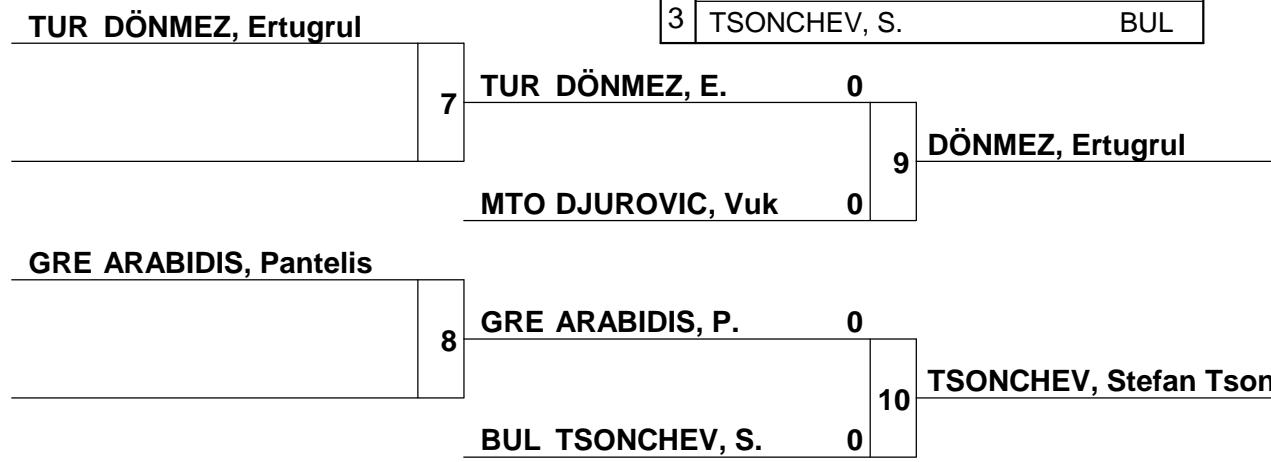 3 TSONCHEV, S. BUL
TUR DÖNMEZ, Ertugrul
7 TUR DÖNMEZ, E. 0
9 DÖNMEZ, Ertugrul
MTO DJUROVIC, Vuk 0
GRE ARABIDIS, Pantelis
8 GRE ARABIDIS, P. 0
10 TSONCHEV, Stefan Tson
BUL TSONCHEV, S. 0